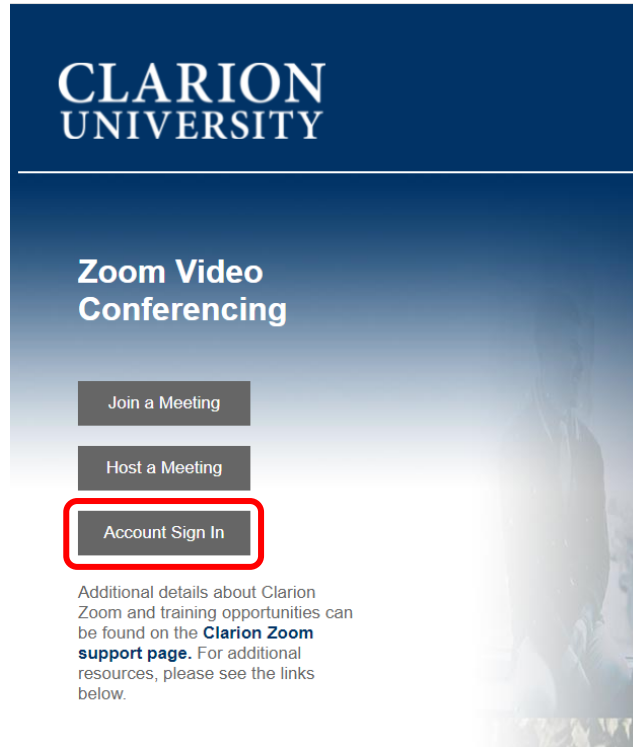 CLARION
UNIVERSITY
Zoom Video
Conferencing
Join a Meeting
Host a Meeting
Account Sign In
Additional details about Clarion
Zoom and training opportunities can
be found on the Clarion Zoom
support page. For additional
resources, please see the links
below.